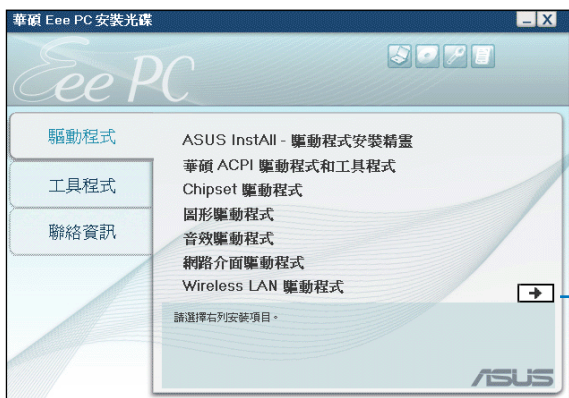 華碩 Eee PC 安裝光碟
Eee PC
驅動程式
工具程式
聯絡資訊
ASUS InstAll - 驅動程式安裝精靈
華碩 ACPI 驅動程式和工具程式
Chipset 驅動程式
圖形驅動程式
音效驅動程式
網路介面驅動程式
Wireless LAN 驅動程式
請選擇右列安裝項目。
ASUS